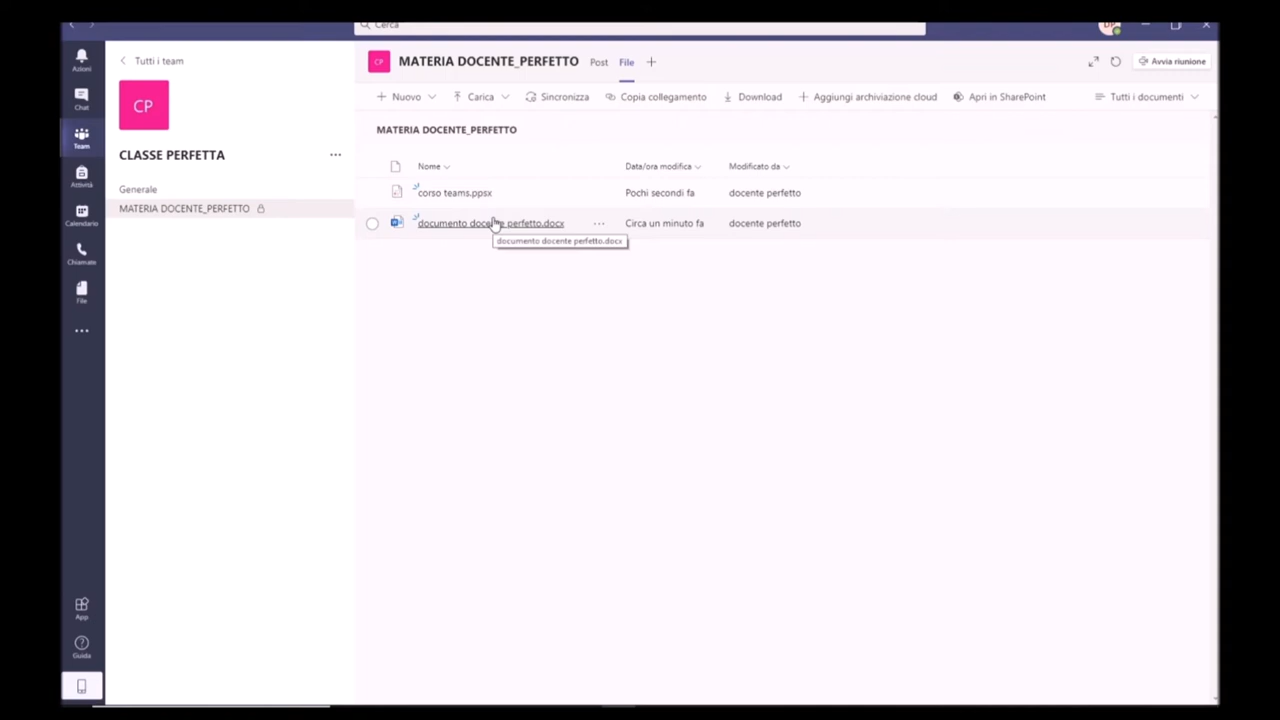 Cerca
DP
Azioni
Chat
Team
Attività
Calendario
Chiamate
File
App
Guida
Tutti i team
CP
CLASSE PERFETTA
Generale
MATERIA DOCENTE_PERFETTO
CP MATERIA DOCENTE_PERFETTO Post File Avvia riunione
Nuovo Carica Sincronizza Copia collegamento Download Aggiungi archiviazione cloud Apri in SharePoint Tutti i documenti
MATERIA DOCENTE_PERFETTO
Nome Data/ora modifica Modificato da
corso teams.ppsx Pochi secondi fa docente perfetto
documento docente perfetto.docx Circa un minuto fa docente perfetto
documento docente perfetto.docx